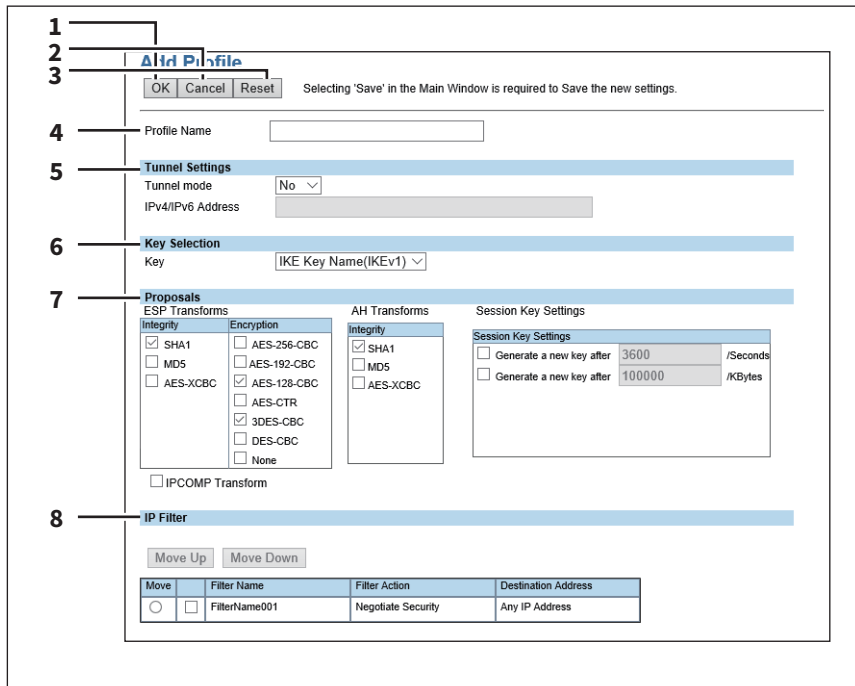 1
2
3
Add Profile
OK Cancel Reset Selecting 'Save' in the Main Window is required to Save the new settings.
4
Profile Name
5
Tunnel Settings
Tunnel mode No
IPv4/IPv6 Address
6
Key Selection
Key IKE Key Name(IKEv1)
7
Proposals
ESP Transforms AH Transforms Session Key Settings
Integrity Encryption Integrity Session Key Settings
SHA1 AES-256-CBC SHA1 Generate a new key after 3600 /Seconds
MD5 AES-192-CBC MD5 Generate a new key after 100000 /KBytes
AES-XCBC AES-128-CBC AES-XCBC
AES-CTR
3DES-CBC
DES-CBC
None
IPCOMP Transform
8
IP Filter
Move Up Move Down
Move Filter Name Filter Action Destination Address
FilterName001 Negotiate Security Any IP Address